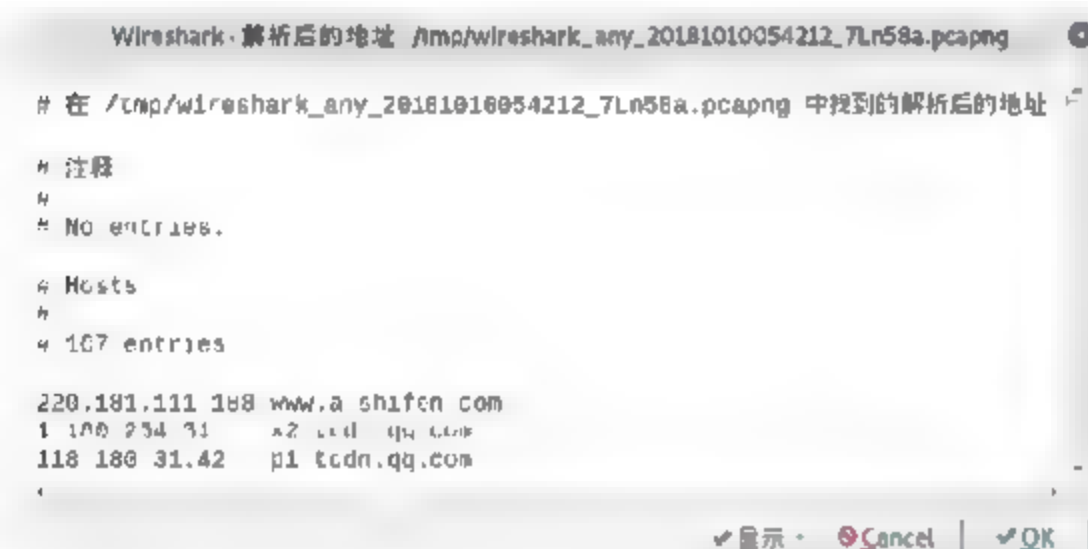 Wireshark · 解析后的地址 /tmp/wireshark_any_20181010054212_7Ln58a.pcapng
# 在 /tmp/wireshark_any_20181010054212_7Ln58a.pcapng 中找到的解析后的地址
# 注释
#
# No entries.
# Hosts
#
# 167 entries
220.181.111.188 www.a.shifen.com
118.180.31.42 p1.tcdn.qq.com
显示 Cancel OK